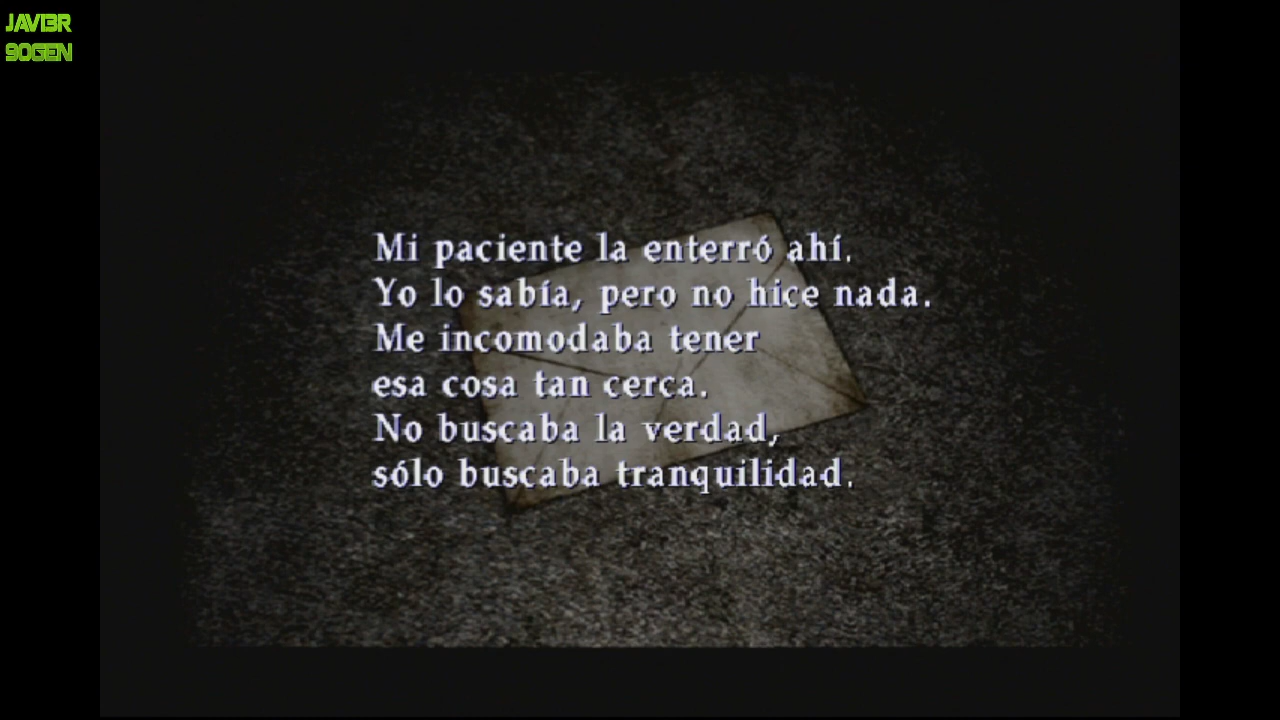 JAVI3R
90GEN
Mi paciente la enterró ahí.
Yo lo sabía, pero no hice nada.
Me incomodaba tener
esa cosa tan cerca.
No buscaba la verdad,
sólo buscaba tranquilidad.